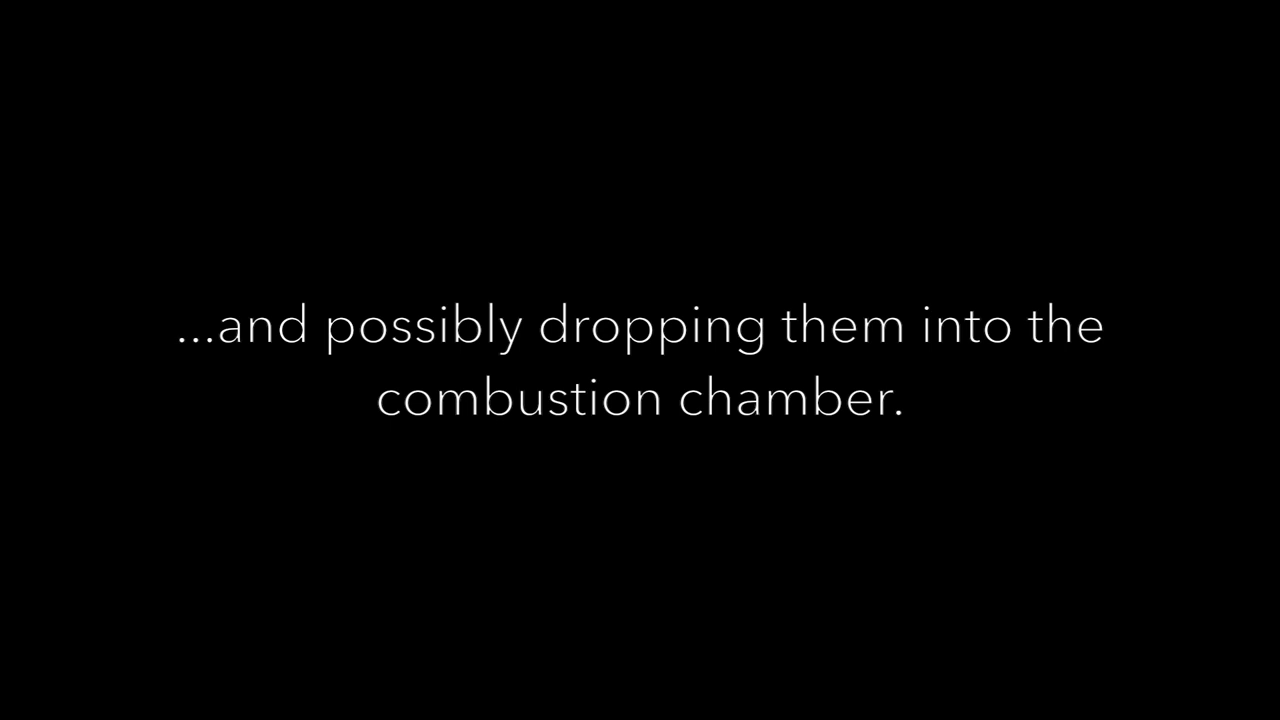 ...and possibly dropping them into the
combustion chamber.